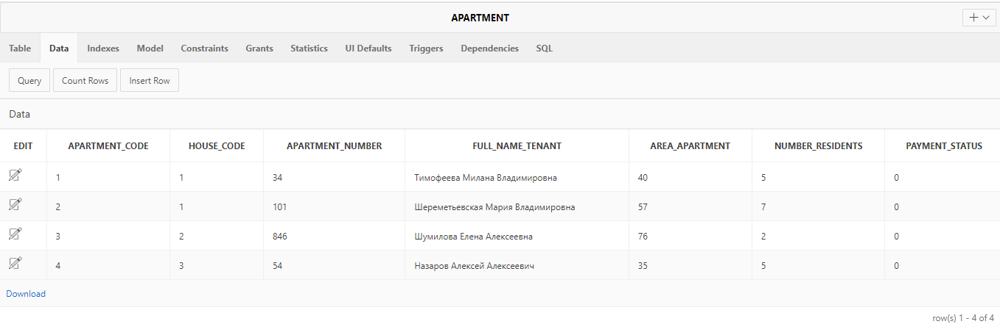 APARTMENT
Table Data Indexes Model Constraints Grants Statistics UI Defaults Triggers Dependencies SQL
Query Count Rows Insert Row
Data
EDIT APARTMENT_CODE HOUSE_CODE APARTMENT_NUMBER FULL_NAME_TENANT AREA_APARTMENT NUMBER_RESIDENTS PAYMENT_STATUS
1 1 34 Тимофеева Милана Владимировна 40 5 0
2 1 101 Шереметьевская Мария Владимировна 57 7 0
3 2 846 Шумилова Елена Алексеевна 76 2 0
4 3 54 Назаров Алексей Алексеевич 35 5 0
Download
row(s) 1 - 4 of 4